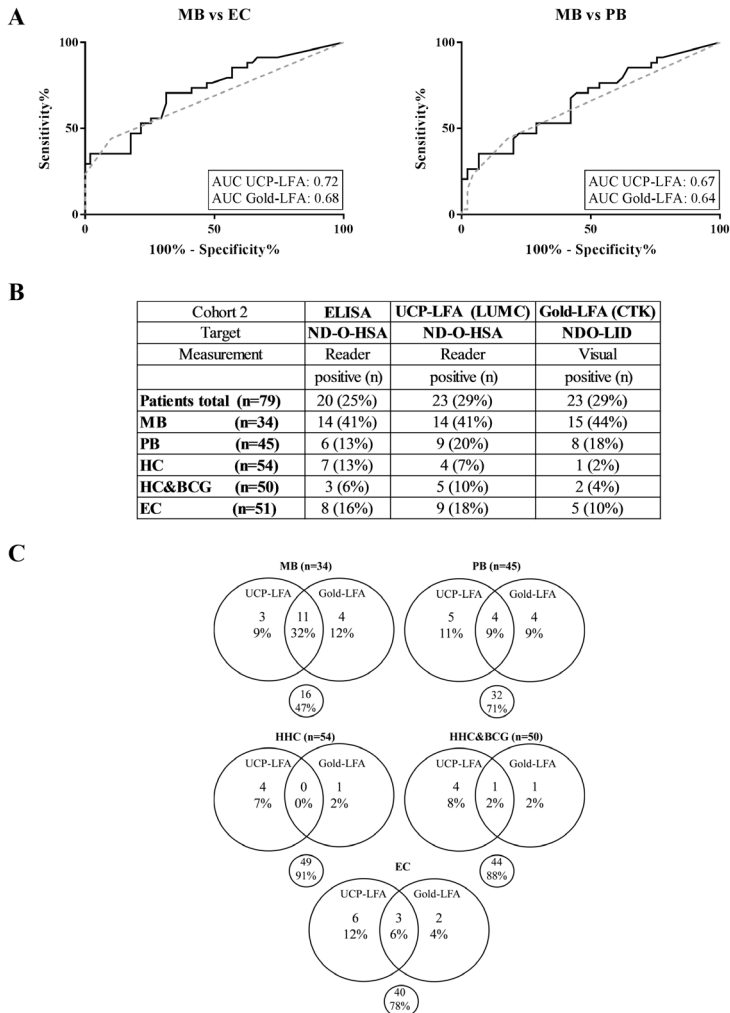 A
MB vs EC
MB vs PB
100
50
0
Sensitivity%
0
50
100
100% - Specificity%
AUC UCP-LFA: 0.72
AUC Gold-LFA: 0.68
100
50
0
Sensitivity%
0
50
100
100% - Specificity%
AUC UCP-LFA: 0.67
AUC Gold-LFA: 0.64
B
Cohort 2 ELISA UCP-LFA (LUMC) Gold-LFA (CTK)
Target ND-O-HSA ND-O-HSA NDO-LID
Measurement Reader Reader Visual
positive (n) positive (n) positive (n)
Patients total (n=79) 20 (25%) 23 (29%) 23 (29%)
MB (n=34) 14 (41%) 14 (41%) 15 (44%)
PB (n=45) 6 (13%) 9 (20%) 8 (18%)
HC (n=54) 7 (13%) 4 (7%) 1 (2%)
HC&BCG (n=50) 3 (6%) 5 (10%) 2 (4%)
EC (n=51) 8 (16%) 9 (18%) 5 (10%)
C
MB (n=34)
UCP-LFA Gold-LFA
3 11 4
9% 32% 12%
16
47%
PB (n=45)
UCP-LFA Gold-LFA
5 4 4
11% 9% 9%
32
71%
HHC (n=54)
UCP-LFA Gold-LFA
4 0 1
7% 0% 2%
49
91%
HHC&BCG (n=50)
UCP-LFA Gold-LFA
4 1 1
8% 2% 2%
44
88%
EC
UCP-LFA Gold-LFA
6 3 2
12% 6% 4%
40
78%